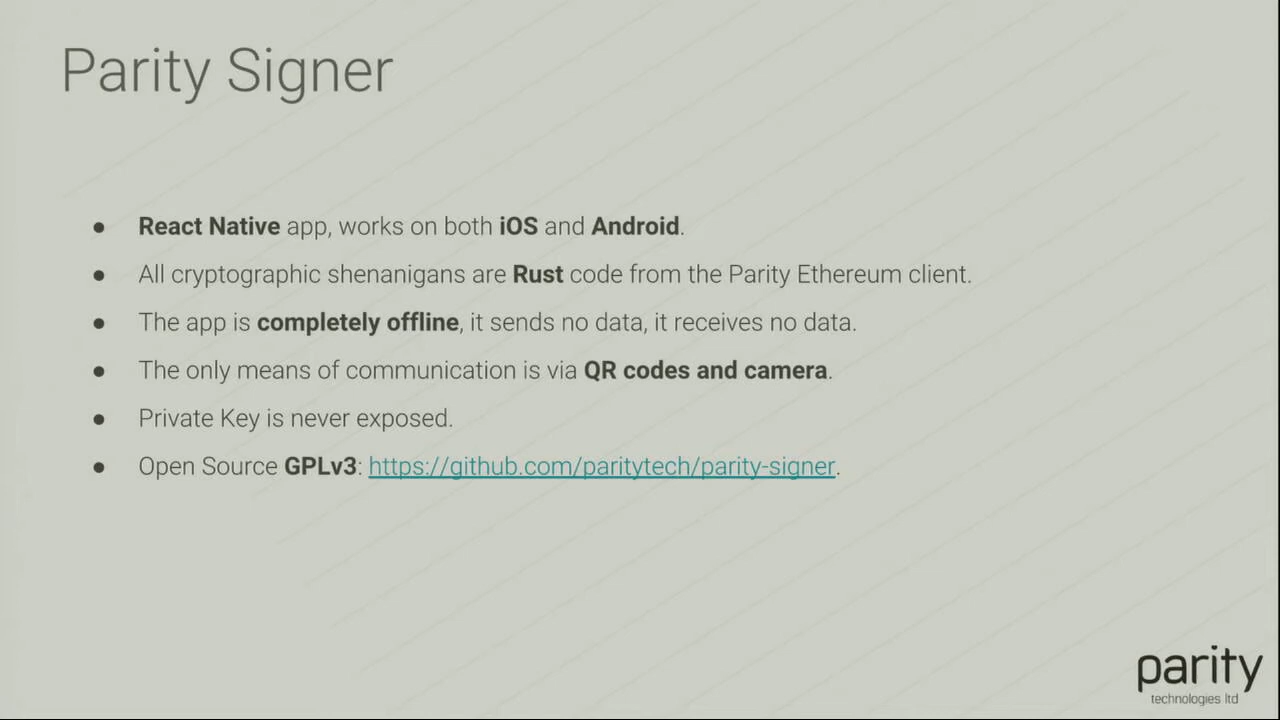 Parity Signer
● React Native app, works on both iOS and Android.
● All cryptographic shenanigans are Rust code from the Parity Ethereum client.
● The app is completely offline, it sends no data, it receives no data.
● The only means of communication is via QR codes and camera.
● Private Key is never exposed.
● Open Source GPLv3: https://github.com/paritytech/parity-signer.
parity
technologies ltd